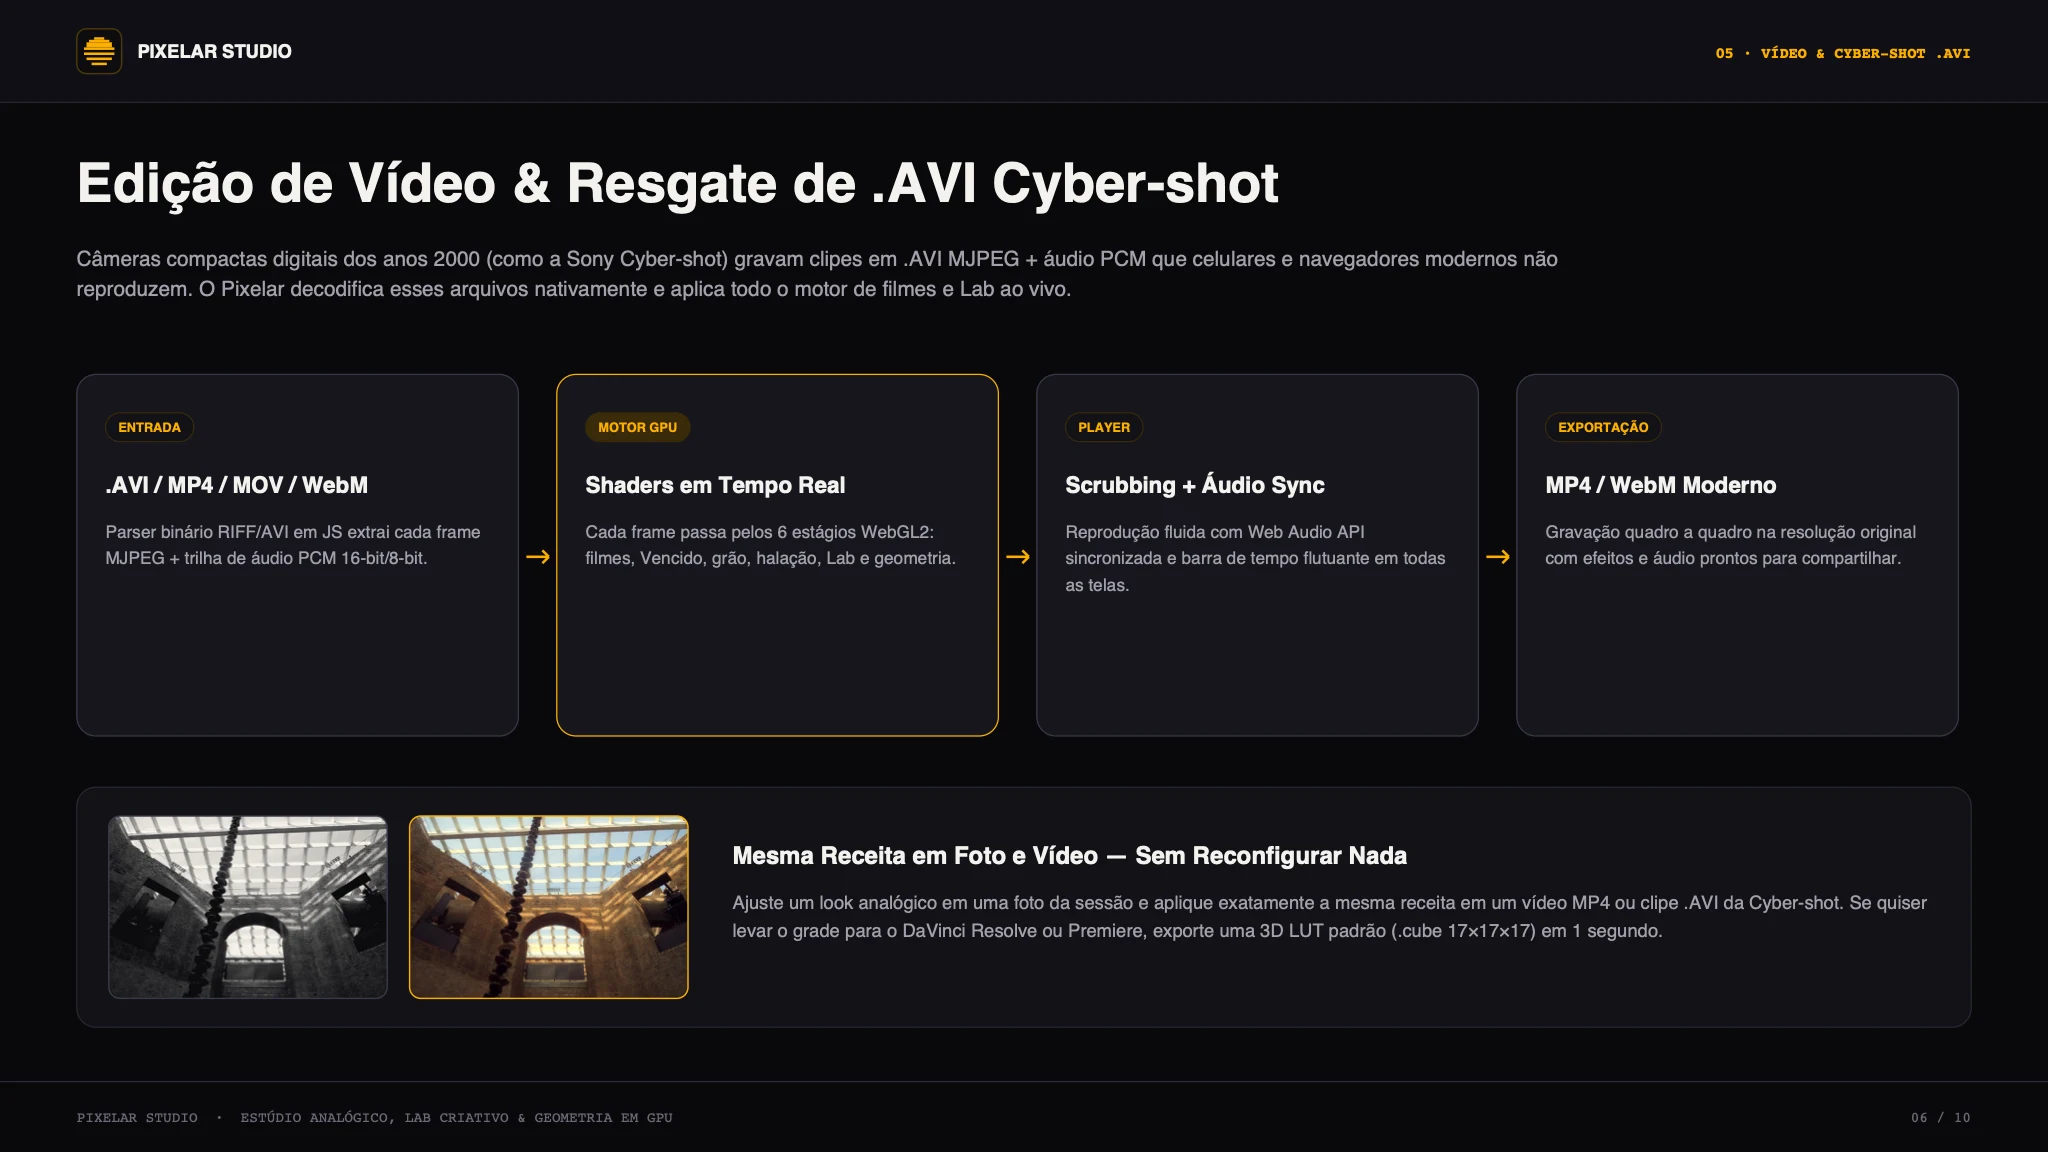 PIXELAR STUDIO
05 · VÍDEO & CYBER-SHOT .AVI
Edição de Vídeo & Resgate de .AVI Cyber-shot
Câmeras compactas digitais dos anos 2000 (como a Sony Cyber-shot) gravam clipes em .AVI MJPEG + áudio PCM que celulares e navegadores modernos não
reproduzem. O Pixelar decodifica esses arquivos nativamente e aplica todo o motor de filmes e Lab ao vivo.
ENTRADA
.AVI / MP4 / MOV / WebM
Parser binário RIFF/AVI em JS extrai cada frame
MJPEG + trilha de áudio PCM 16-bit/8-bit.
→
MOTOR GPU
Shaders em Tempo Real
Cada frame passa pelos 6 estágios WebGL2:
filmes, Vencido, grão, halação, Lab e geometria.
→
PLAYER
Scrubbing + Áudio Sync
Reprodução fluida com Web Audio API
sincronizada e barra de tempo flutuante em todas
as telas.
→
EXPORTAÇÃO
MP4 / WebM Moderno
Gravação quadro a quadro na resolução original
com efeitos e áudio prontos para compartilhar.
Mesma Receita em Foto e Vídeo — Sem Reconfigurar Nada
Ajuste um look analógico em uma foto da sessão e aplique exatamente a mesma receita em um vídeo MP4 ou clipe .AVI da Cyber-shot. Se quiser
levar o grade para o DaVinci Resolve ou Premiere, exporte uma 3D LUT padrão (.cube 17×17×17) em 1 segundo.
PIXELAR STUDIO · ESTÚDIO ANALÓGICO, LAB CRIATIVO & GEOMETRIA EM GPU
06 / 10